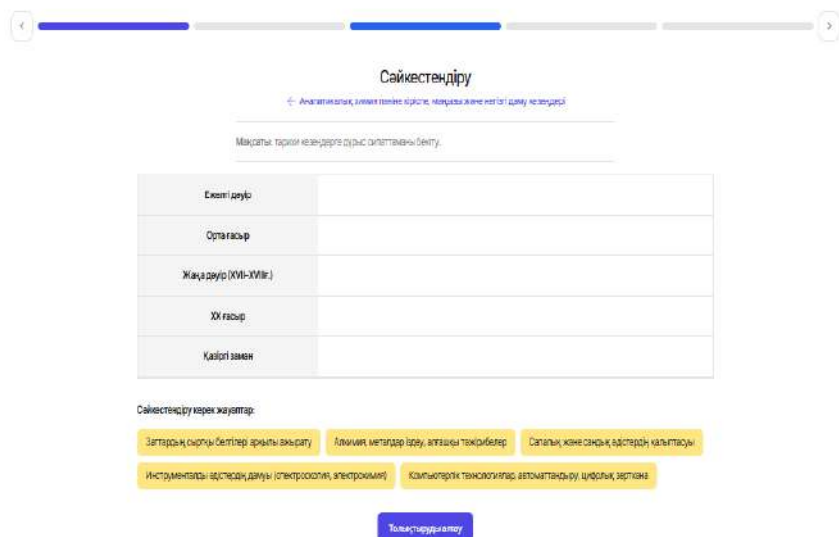 Сәйкестендіру
← Аналитикалық химия пәніне кіріспе, маңызы және негізгі даму кезеңдері
Мақсаты: тарихи кезеңдерге дұрыс сипаттаманы бекіту.
Ежелгі дәуір
Орта ғасыр
Жаңа дәуір (XVII–XVIIIғ.)
XX ғасыр
Қазіргі заман
Сәйкестендіру керек жауаптар:
Заттардың сыртқы белгілері арқылы ажырату
Алхимия, металдар іздеу, алғашқы тәжірибелер
Сапалық және сандық әдістердің қалыптасуы
Инструменталды әдістердің дамуы (спектроскопия, электрохимия)
Компьютерлік технологиялар, автоматтандыру, цифрлық зертхана
Толықтыруды аяқтау